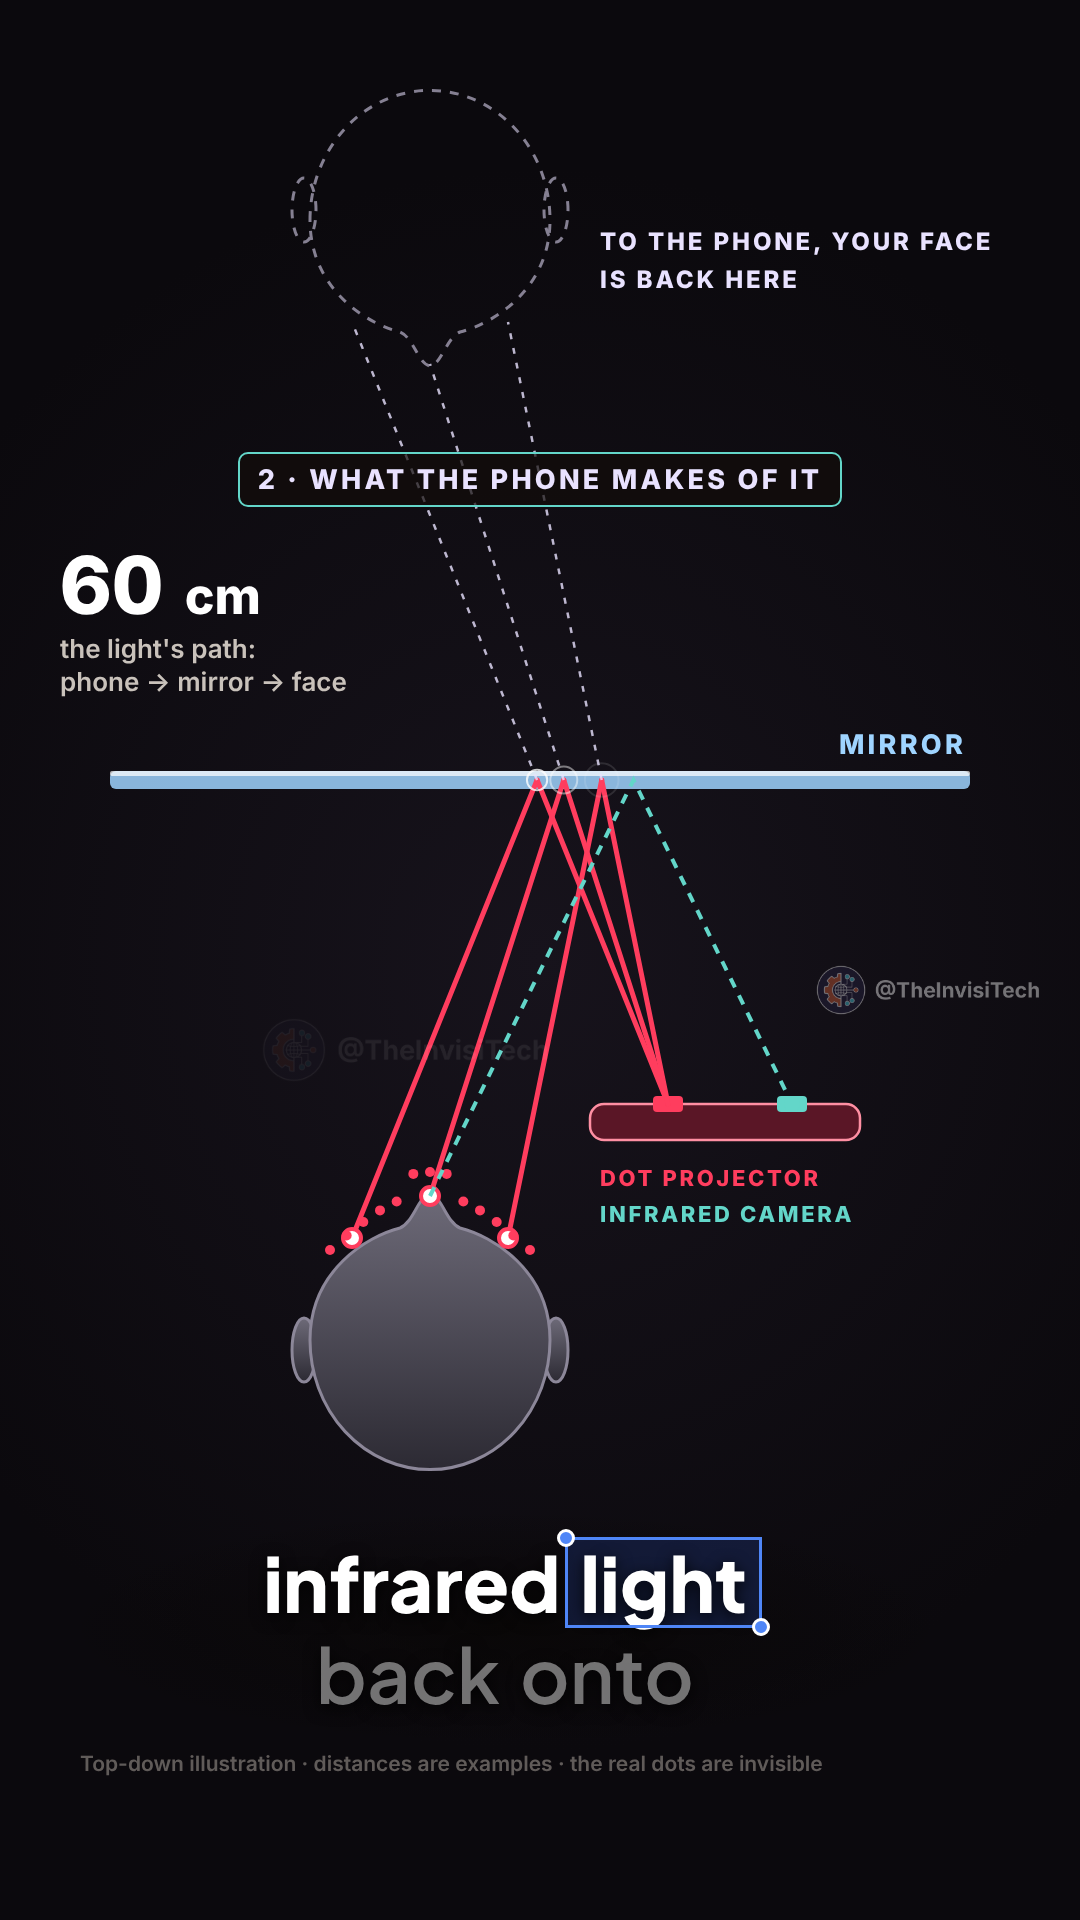 TO THE PHONE, YOUR FACE
IS BACK HERE
2 · WHAT THE PHONE MAKES OF IT
60 cm
the light's path:
phone → mirror → face
MIRROR
@TheInvisiTech
@TheInvisiTech
DOT PROJECTOR
INFRARED CAMERA
infrared light
back onto
Top-down illustration · distances are examples · the real dots are invisible